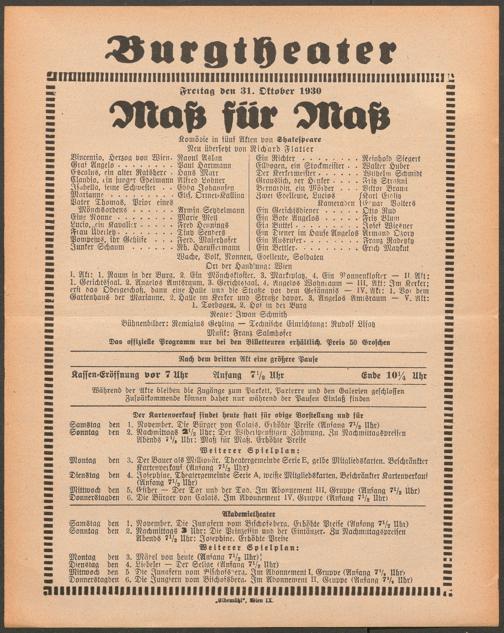 Burgtheater
Freitag den 31. Oktober 1930
Maß für Maß
Komödie in fünf Akten von Shakespeare
Neu übersetzt von Richard Flatter
Vincentio, Herzog von Wien . Raoul Aslan
Graf Angelo . . . . . . Paul Hartmann
Escalus, ein alter Ratsherr . Hans Marr
Claudio, ein junger Edelmann Alfred Lohner
Isabella, seine Schwester . . Ebba Johannsen
Marianne . . . . . . .
Pater Thomas, Prior eines
Mönchsordens . . . . . Armin Seydelmann
Eine Nonne . . . . . . Marie Mell
Lucio, ein Kavalier . . . . Fred Hennings
Frau Überley . . . . . . Tiny Senders
Pompejus, ihr Gehilfe . . . Ferd. Maierhofer
Junker Schaum . . . . . Ph. Haeußermann
Ein Richter . . . . . . . Reinhold Siegert
Elbogen, ein Stockmeister . . Walter Huber
Der Kerkermeister . . . . Wilhelm Schmidt
Grauslich, der Henker . . . Fritz Straßni
Bernardin, ein Mörder . . . Viktor Braun
Zwei Edelleute, Lucios Karl Eidlitz
Kameraden Emar Wolters
Ein Gerichtsdiener . . . . Otto Rub
Ein Bote Angelos . . . . Fritz Blum
Ein Büttel . . . . . . . Josef Wiesner
Ein Diener im Hause Angelos Armand Ozory
Ein Ausrufer . . . . . . Franz Radetzky
Ein Bettler . . . . . . . Erich Maykut
Wache, Volk, Nonnen, Edelleute, Soldaten
Ort der Handlung: Wien
I. Akt: 1. Raum in der Burg. 2. Ein Mönchskloster. 3. Marktplatz. 4. Ein Nonnenkloster — II. Akt:
1. Gerichtssaal. 2. Angelos Amtsraum. 3. Gerichtssaal. 4. Angelos Wohnraum — III. Akt: Im Kerker;
erst das Obergeschoß, dann eine Halle und die Straße vor dem Gefängnis — IV. Akt: 1. Vor dem
Gartenhaus der Marianne. 2. Halle im Kerker und Straße davor. 3. Angelos Amtsraum — V. Akt:
1. Torbogen. 2. Hof in der Burg
Regie: Iwan Schmith
Bühnenbilder: Remigius Geyling — Technische Einrichtung: Rudolf Lisoy
Musik: Franz Salmhofer
Das offizielle Programm nur bei den Billetteuren erhältlich. Preis 50 Groschen
Nach dem dritten Akt eine größere Pause
Kassen-Eröffnung vor 7 Uhr Anfang 7½ Uhr Ende 10¼ Uhr
Während der Akte bleiben die Zugänge zum Parkett, Parterre und den Galerien geschlossen
Zuspätkommende können daher nur während der Pausen Einlaß finden
Der Kartenverkauf findet heute statt für obige Vorstellung und für
Samstag den 1. November. Die Bürger von Calais. Erhöhte Preise (Anfang 7½ Uhr)
Sonntag den 2. Nachmittags 2½ Uhr: Der Widerspenstigen Zähmung. Zu Nachmittagspreisen
Abends 7½ Uhr: Maß für Maß. Erhöhte Preise
Weiterer Spielplan:
Montag den 3. Der Bauer als Millionär. Theatergemeinde Serie E, gelbe Mitgliedskarten. Beschränkter
Kartenverkauf (Anfang 7½ Uhr)
Dienstag den 4. Josephine. Theatergemeinde Serie A, weiße Mitgliedskarten. Beschränkter Kartenverkauf
(Anfang 7½ Uhr)
Mittwoch den 5. Esther — Der Tor und der Tod. Im Abonnement III. Gruppe (Anfang 7½ Uhr)
Donnerstag den 6. Die Bürger von Calais. Im Abonnement IV. Gruppe (Anfang 7½ Uhr)
Akademietheater
Samstag den 1. November. Die Jungfern vom Bischofsberg. Erhöhte Preise (Anfang 7½ Uhr)
Sonntag den 2. Nachmittags 3 Uhr: Die Prinzessin und der Eintänzer. Zu Nachmittagspreisen
Abends 7½ Uhr: Josephine. Erhöhte Preise
Weiterer Spielplan:
Montag den 3. Möbel von heute (Anfang 7½ Uhr)
Dienstag den 4. Liebelei — Der Selige (Anfang 7½ Uhr)
Mittwoch den 5. Die Jungfern vom Bischofsberg. Im Abonnement I. Gruppe (Anfang 7½ Uhr)
Donnerstag den 6. Die Jungfern vom Bischofsberg. Im Abonnement II. Gruppe (Anfang 7½ Uhr)
„Elbemühl“, Wien IX.